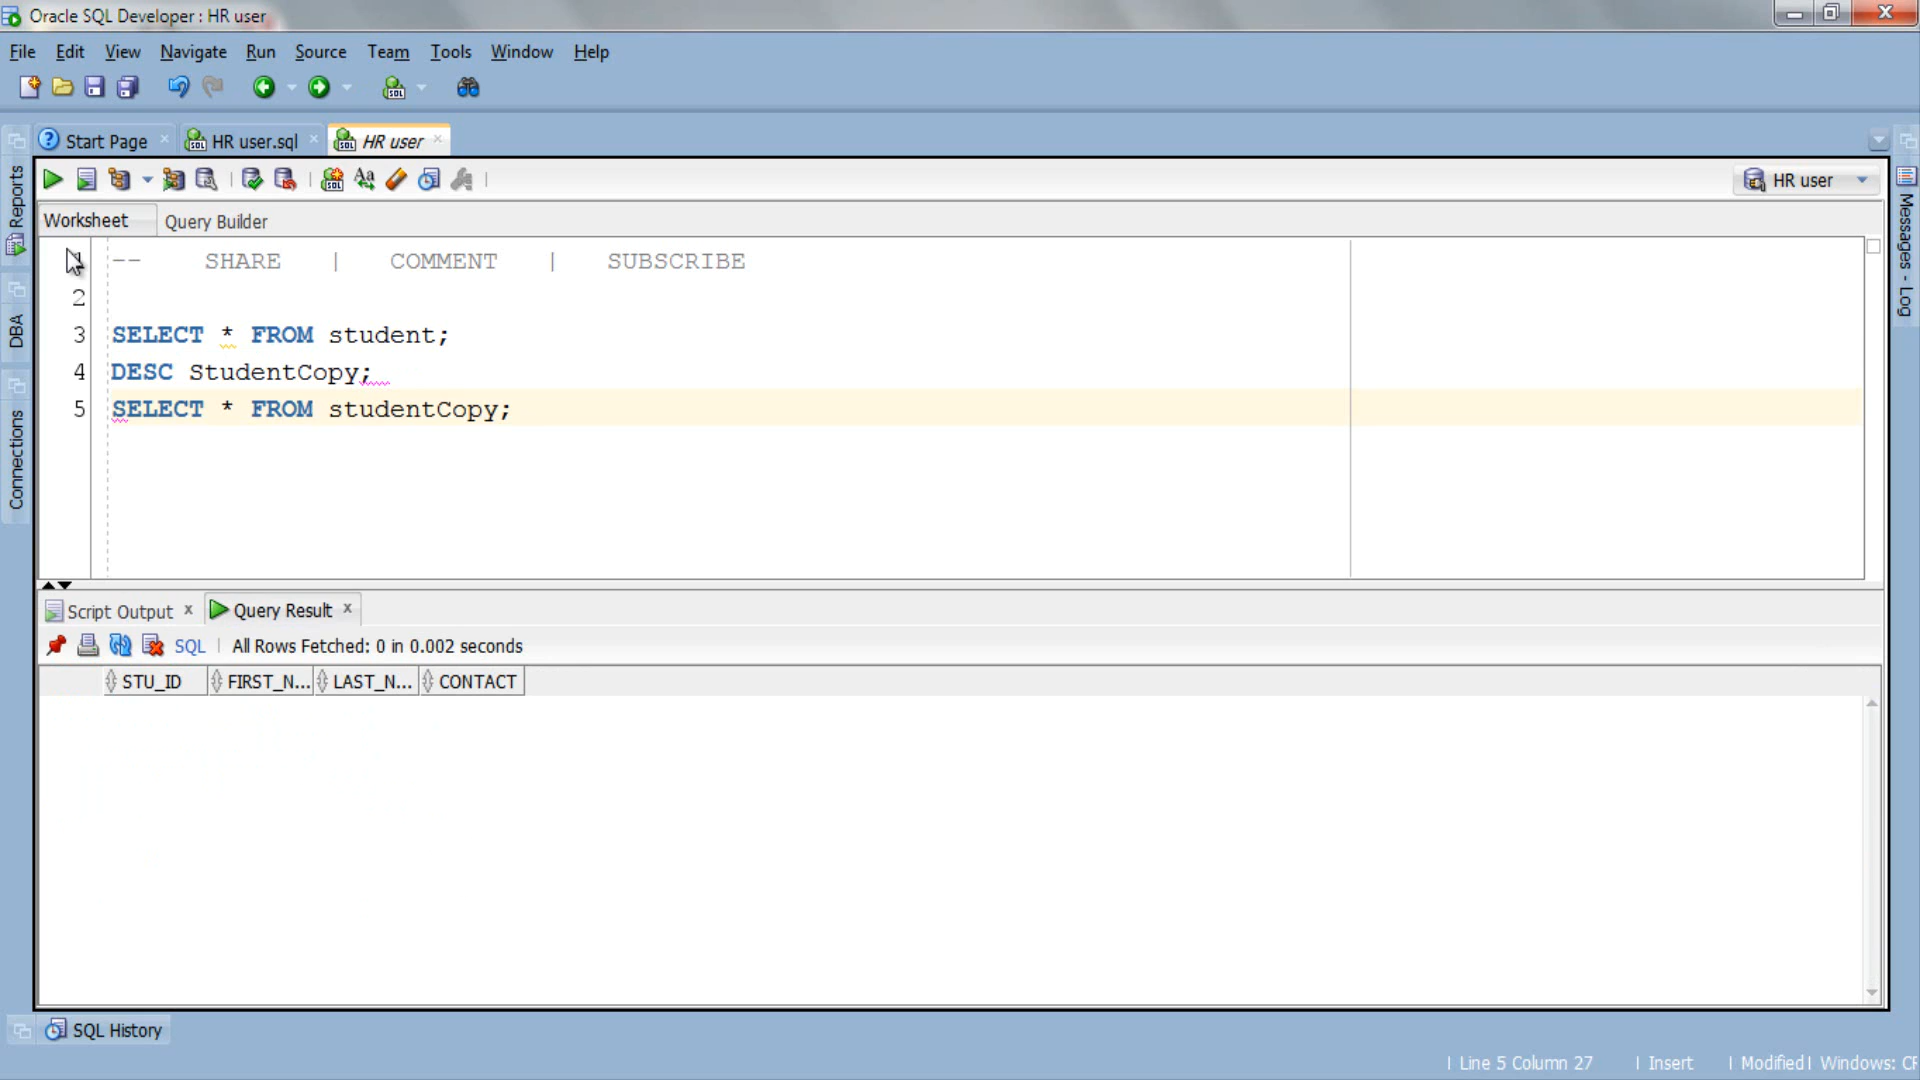 Oracle SQL Developer : HR user
File Edit View Navigate Run Source Team Tools Window Help
Start Page HR user.sql HR user
HR user
Worksheet Query Builder
-- SHARE | COMMENT | SUBSCRIBE
2
3 SELECT * FROM student;
4 DESC StudentCopy;
5 SELECT * FROM studentCopy;
Script Output Query Result
SQL | All Rows Fetched: 0 in 0.002 seconds
STU_ID FIRST_N... LAST_N... CONTACT
SQL History
| Line 5 Column 27 | Insert | Modified | Windows: CF
Reports
DBA
Connections
Messages - Log